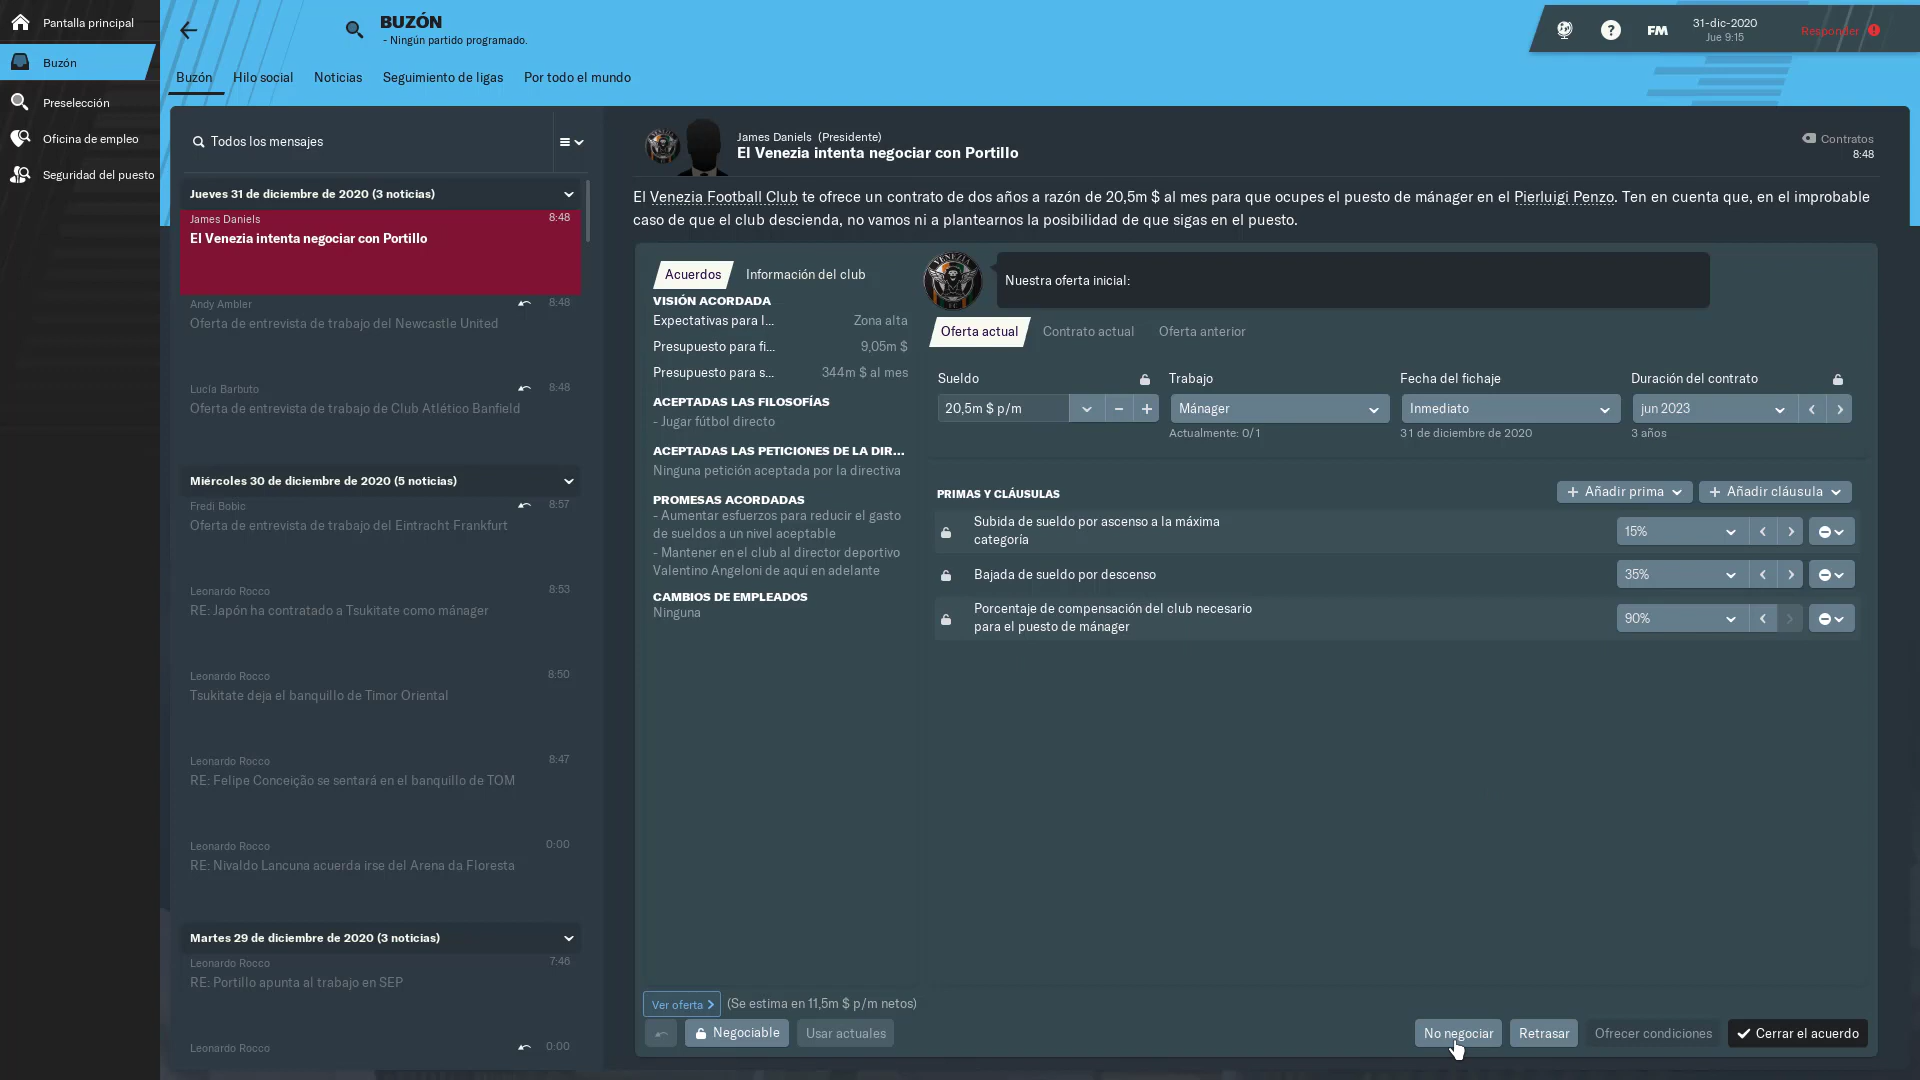 Pantalla principal
Buzón
Preselección
Oficina de empleo
Seguridad del puesto
BUZÓN
- Ningún partido programado.
?
FM
31-dic-2020
Jue 9:15
Responder
Buzón
Hilo social
Noticias
Seguimiento de ligas
Por todo el mundo
Todos los mensajes
Jueves 31 de diciembre de 2020 (3 noticias)
James Daniels
8:48
El Venezia intenta negociar con Portillo
Andy Ambler
8:48
Oferta de entrevista de trabajo del Newcastle United
Lucía Barbuto
8:48
Oferta de entrevista de trabajo de Club Atlético Banfield
Miércoles 30 de diciembre de 2020 (5 noticias)
Fredi Bobic
8:57
Oferta de entrevista de trabajo del Eintracht Frankfurt
Leonardo Rocco
8:53
RE: Japón ha contratado a Tsukitate como mánager
Leonardo Rocco
8:50
Tsukitate deja el banquillo de Timor Oriental
Leonardo Rocco
8:47
RE: Felipe Conceição se sentará en el banquillo de TOM
Leonardo Rocco
0:00
RE: Nivaldo Lancuna acuerda irse del Arena da Floresta
Martes 29 de diciembre de 2020 (3 noticias)
Leonardo Rocco
7:46
RE: Portillo apunta al trabajo en SEP
Leonardo Rocco
0:00
James Daniels (Presidente)
El Venezia intenta negociar con Portillo
Contratos
8:48
El Venezia Football Club te ofrece un contrato de dos años a razón de 20,5m $ al mes para que ocupes el puesto de mánager en el Pierluigi Penzo. Ten en cuenta que, en el improbable
caso de que el club descienda, no vamos ni a plantearnos la posibilidad de que sigas en el puesto.
Acuerdos
Información del club
VISIÓN ACORDADA
Expectativas para l...
Zona alta
Presupuesto para fi...
9,05m $
Presupuesto para s...
344m $ al mes
ACEPTADAS LAS FILOSOFÍAS
- Jugar fútbol directo
ACEPTADAS LAS PETICIONES DE LA DIR...
Ninguna petición aceptada por la directiva
PROMESAS ACORDADAS
- Aumentar esfuerzos para reducir el gasto
de sueldos a un nivel aceptable
- Mantener en el club al director deportivo
Valentino Angeloni de aquí en adelante
CAMBIOS DE EMPLEADOS
Ninguna
VENEZIA
FC
Nuestra oferta inicial:
Oferta actual
Contrato actual
Oferta anterior
Sueldo
Trabajo
Fecha del fichaje
Duración del contrato
20,5m $ p/m
Mánager
Inmediato
jun 2023
Actualmente: 0/1
31 de diciembre de 2020
3 años
PRIMAS Y CLÁUSULAS
+ Añadir prima
+ Añadir cláusula
Subida de sueldo por ascenso a la máxima
categoría
15%
Bajada de sueldo por descenso
35%
Porcentaje de compensación del club necesario
para el puesto de mánager
90%
Ver oferta
(Se estima en 11,5m $ p/m netos)
Negociable
Usar actuales
No negociar
Retrasar
Ofrecer condiciones
Cerrar el acuerdo